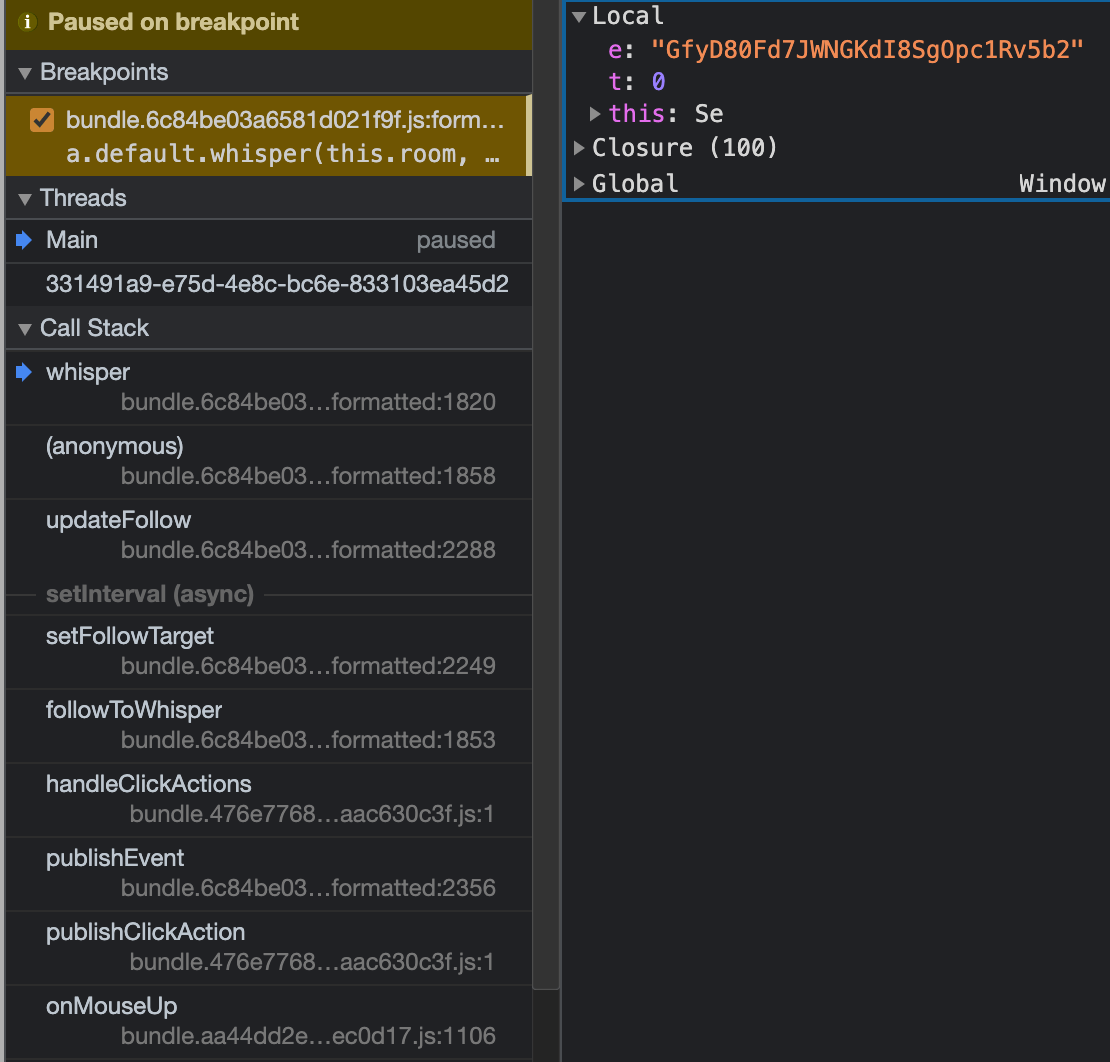 Paused on breakpoint
Breakpoints
bundle.6c84be03a6581d021f9f.js:form…
a.default.whisper(this.room, …
Threads
Main paused
331491a9-e75d-4e8c-bc6e-833103ea45d2
Call Stack
whisper
bundle.6c84be03…formatted:1820
(anonymous)
bundle.6c84be03…formatted:1858
updateFollow
bundle.6c84be03…formatted:2288
setInterval (async)
setFollowTarget
bundle.6c84be03…formatted:2249
followToWhisper
bundle.6c84be03…formatted:1853
handleClickActions
bundle.476e7768…aac630c3f.js:1
publishEvent
bundle.6c84be03…formatted:2356
publishClickAction
bundle.476e7768…aac630c3f.js:1
onMouseUp
bundle.aa44dd2e…ec0d17.js:1106
Local
e: "GfyD80Fd7JWNGKdI8SgOpc1Rv5b2"
t: 0
this: Se
Closure (100)
Global Window